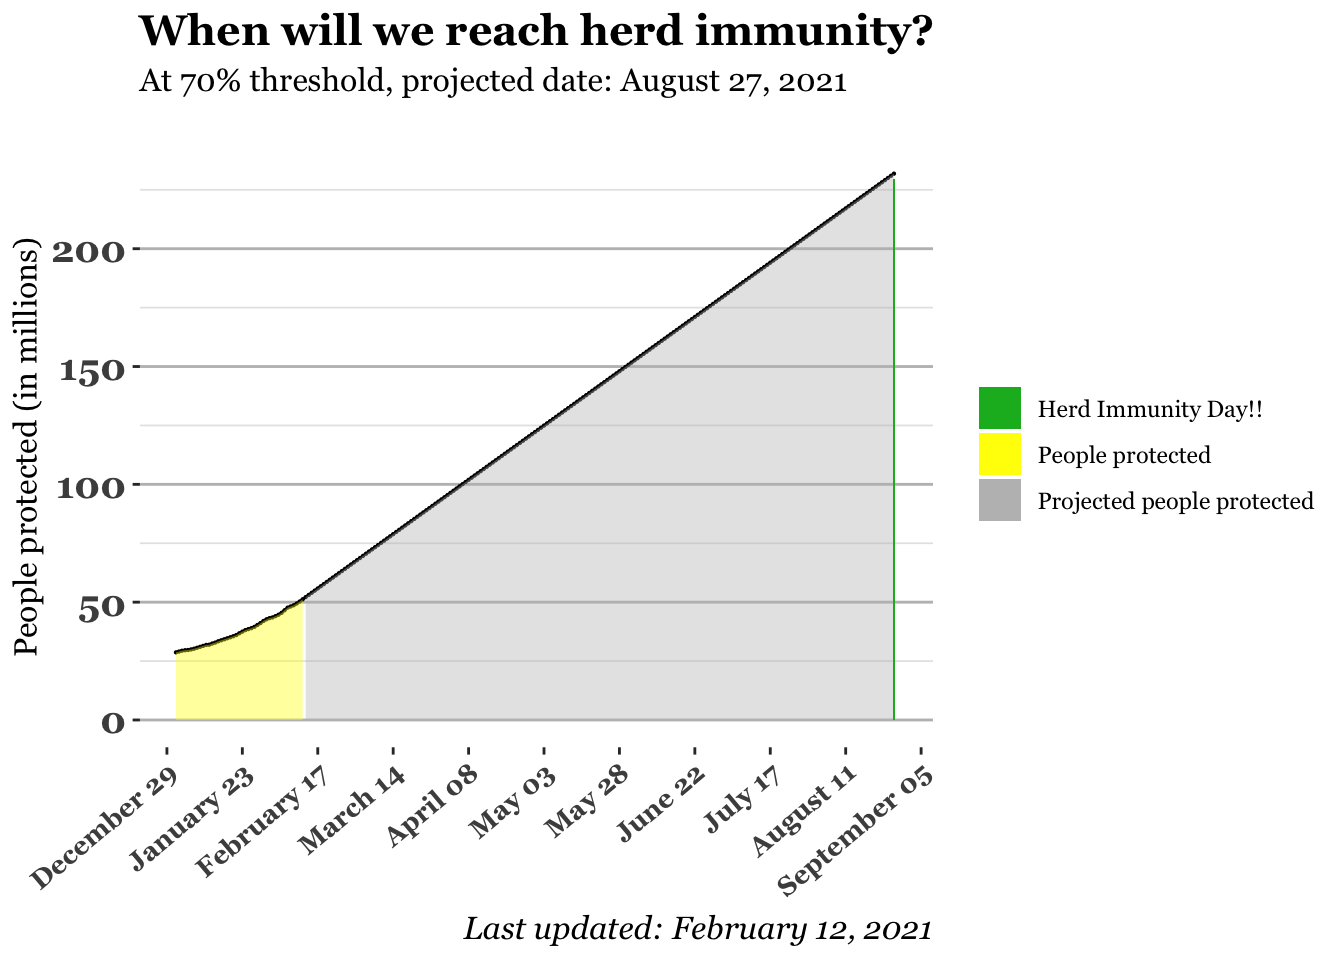 When will we reach herd immunity?
At 70% threshold, projected date: August 27, 2021
People protected (in millions)
200
150
100
50
0
December 29
January 23
February 17
March 14
April 08
May 03
May 28
June 22
July 17
August 11
September 05
Herd Immunity Day!!
People protected
Projected people protected
Last updated: February 12, 2021